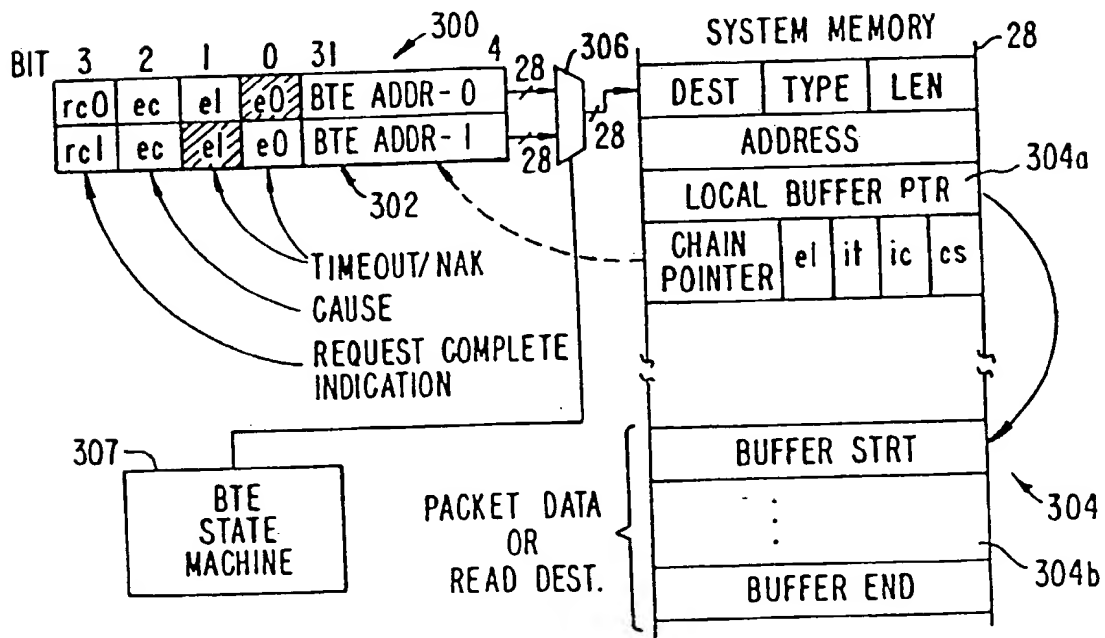 BIT 3 2 1 0 31 4 300
rc0 ec e1 e0 BTE ADDR-0
rc1 ec e1 e0 BTE ADDR-1
28
28
306
28
302
TIMEOUT/NAK
CAUSE
REQUEST COMPLETE
INDICATION
307
BTE
STATE
MACHINE
SYSTEM MEMORY
28
DEST TYPE LEN
ADDRESS
LOCAL BUFFER PTR
304a
CHAIN
POINTER
el it ic cs
BUFFER STRT
304
PACKET DATA
OR
READ DEST.
304b
BUFFER END